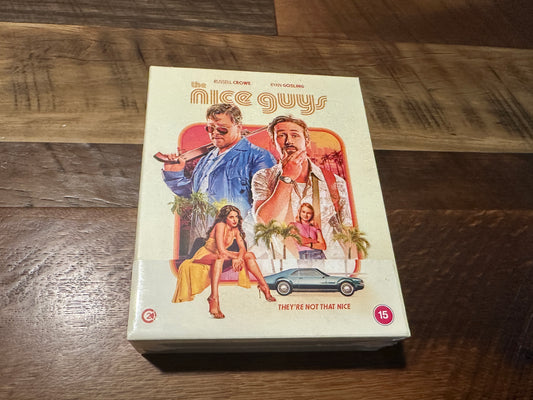 RUSSELL CROWE RYAN GOSLING
the
nice guys
THEY'RE NOT THAT NICE
15